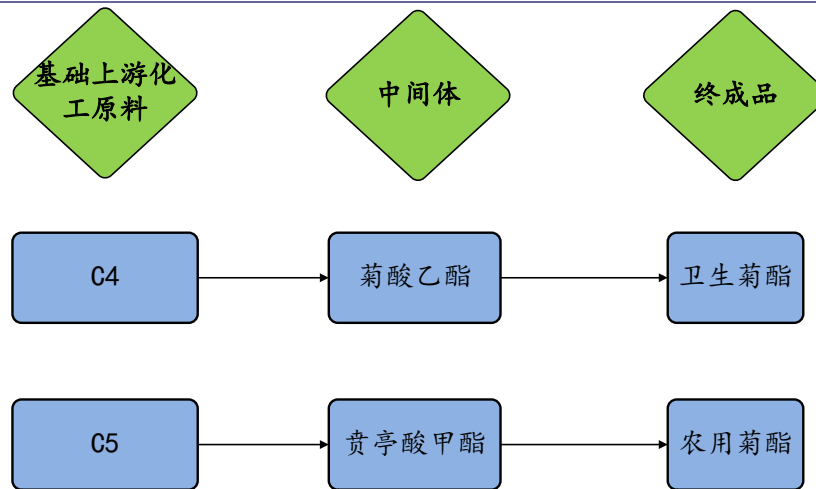 基础上游化
工原料
中间体
终成品
C4
菊酸乙酯
卫生菊酯
C5
贲亭酸甲酯
农用菊酯